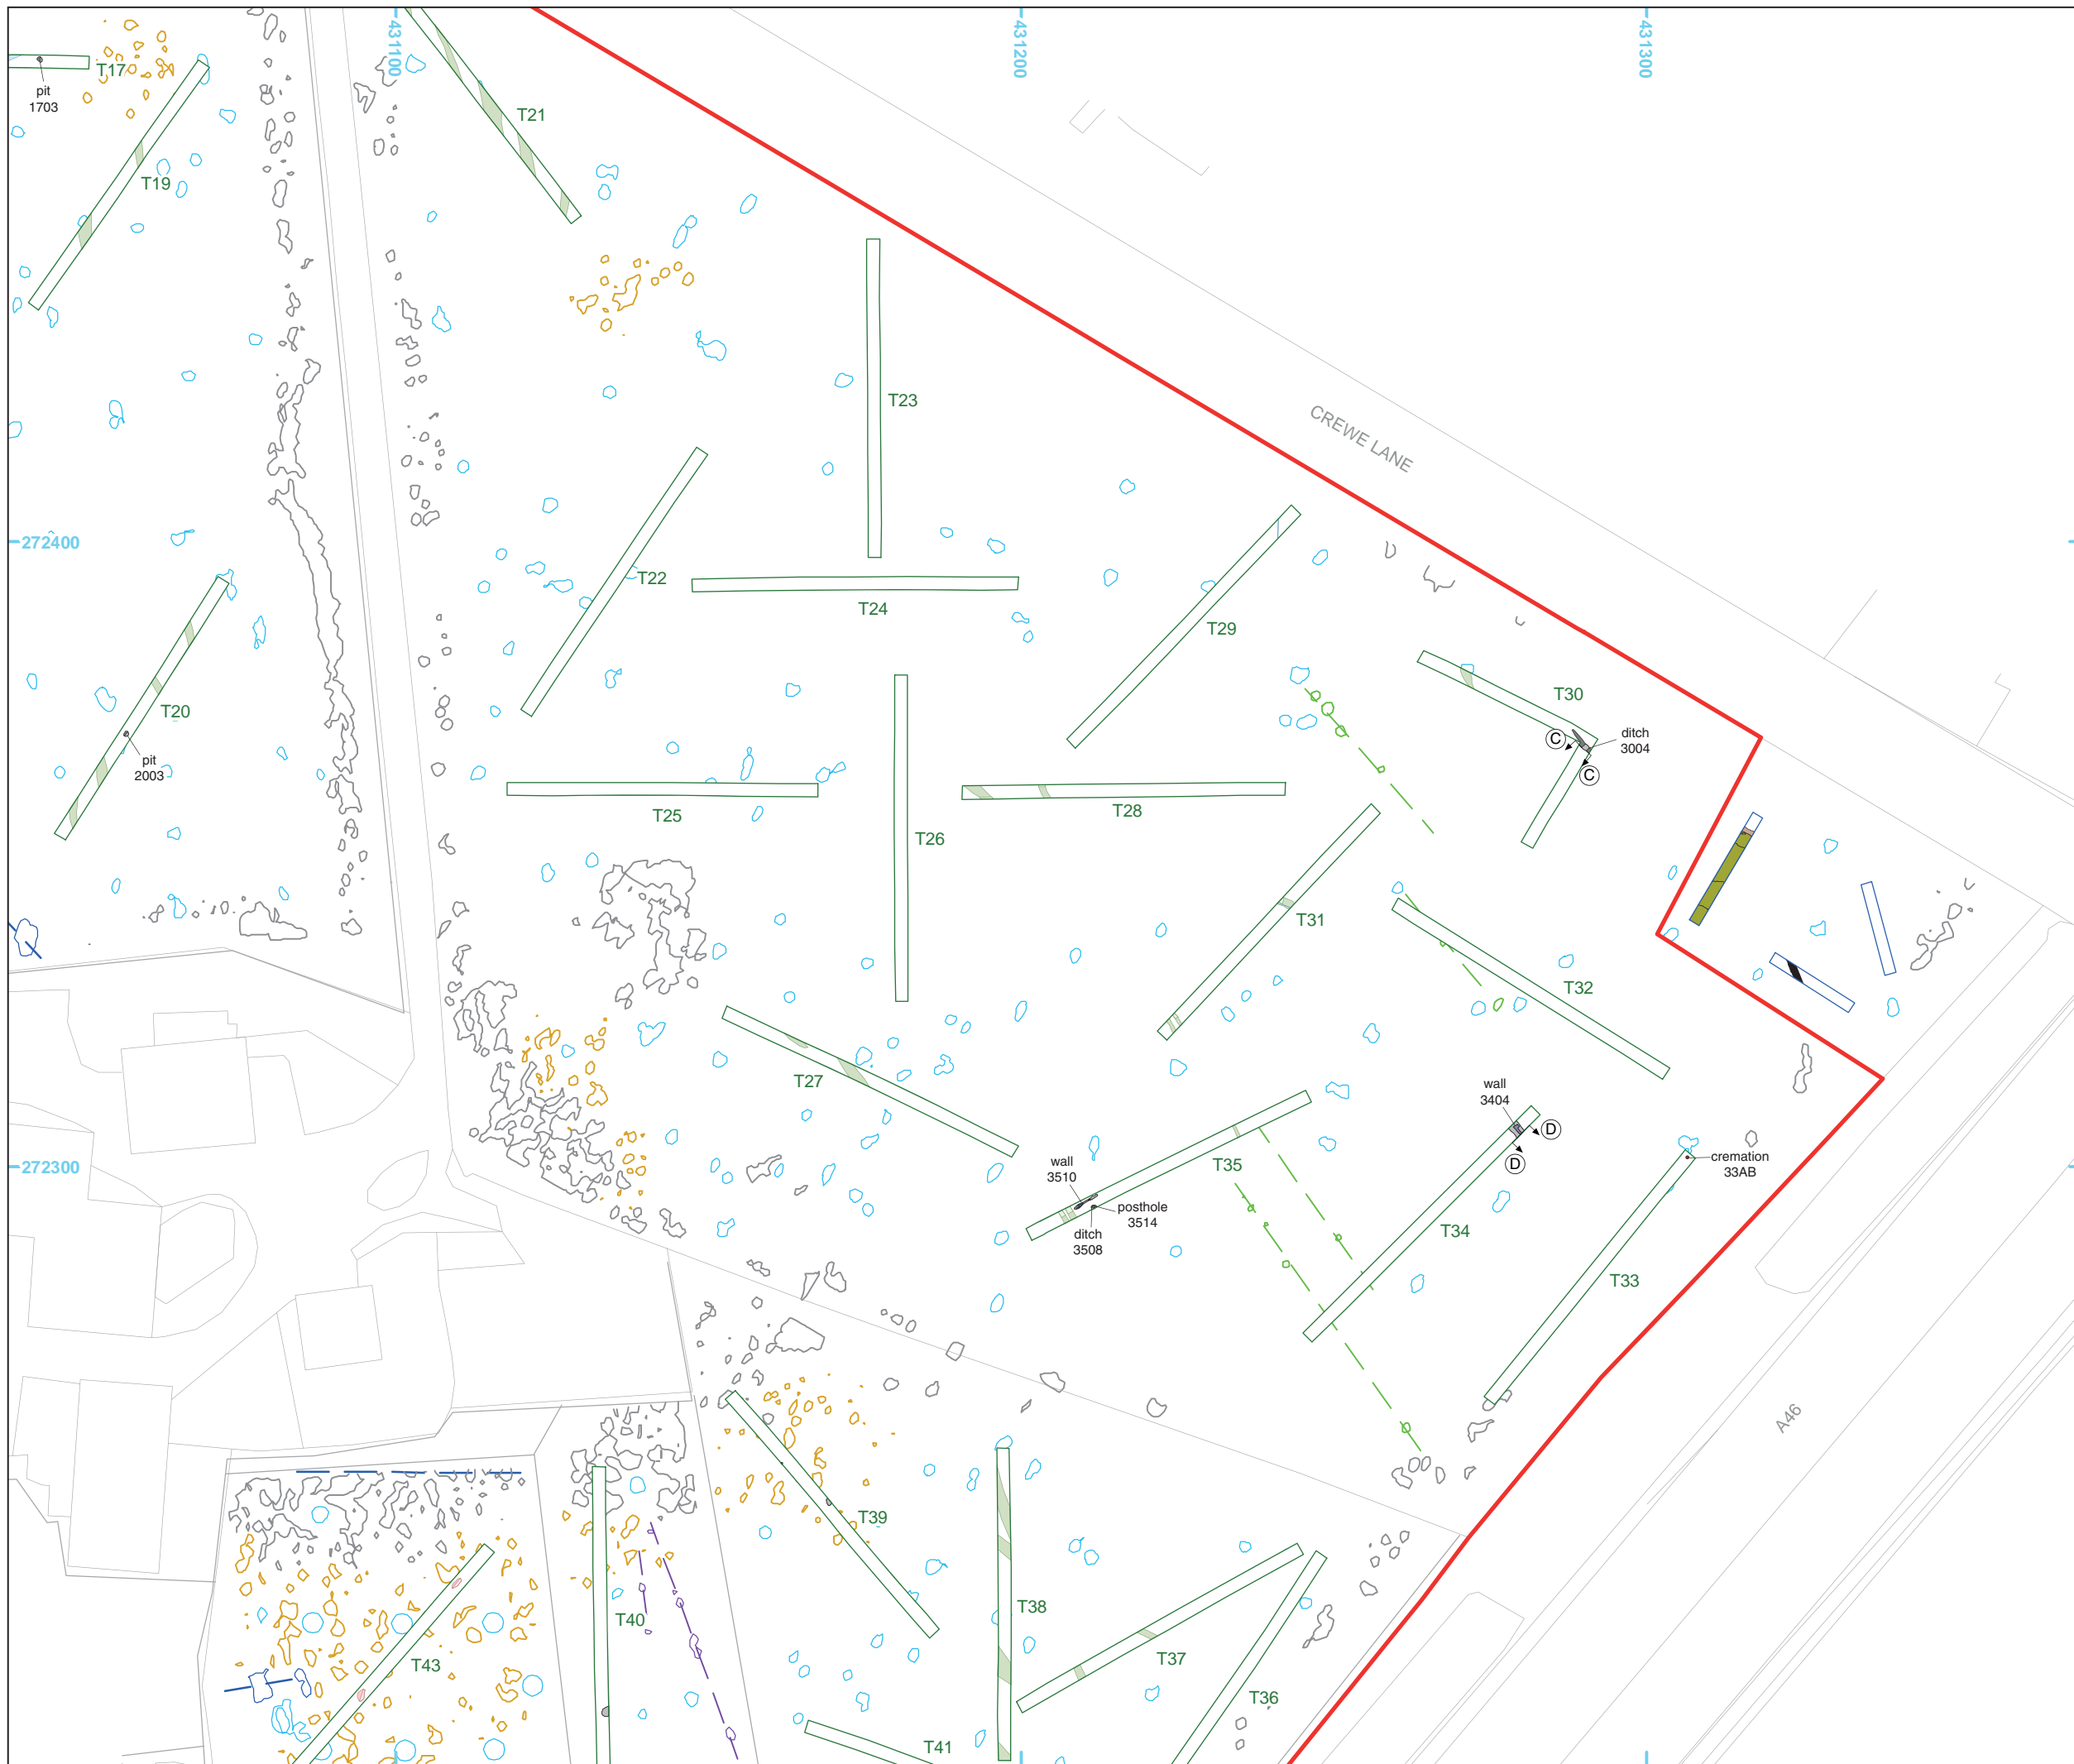 431100
431200
431300
T17
pit
1703
T21
T19
T23
CREWE LANE
272400
T22
T24
T29
T20
pit
2003
T30
C
ditch
3004
C
T25
T28
T26
T31
T32
T27
wall
3404
D
D
272300
wall
3510
T35
posthole
3514
ditch
3508
cremation
33AB
T34
T33
A46
T39
T38
T40
T43
T37
T36
T41